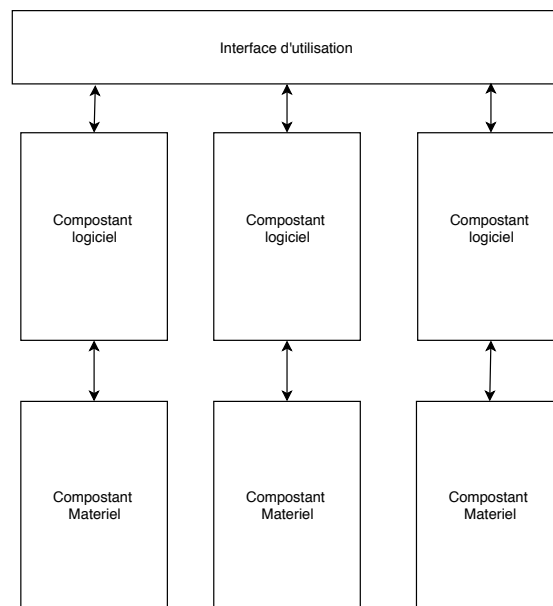 Interface d'utilisation
Compostant
logiciel
Compostant
logiciel
Compostant
logiciel
Compostant
Materiel
Compostant
Materiel
Compostant
Materiel